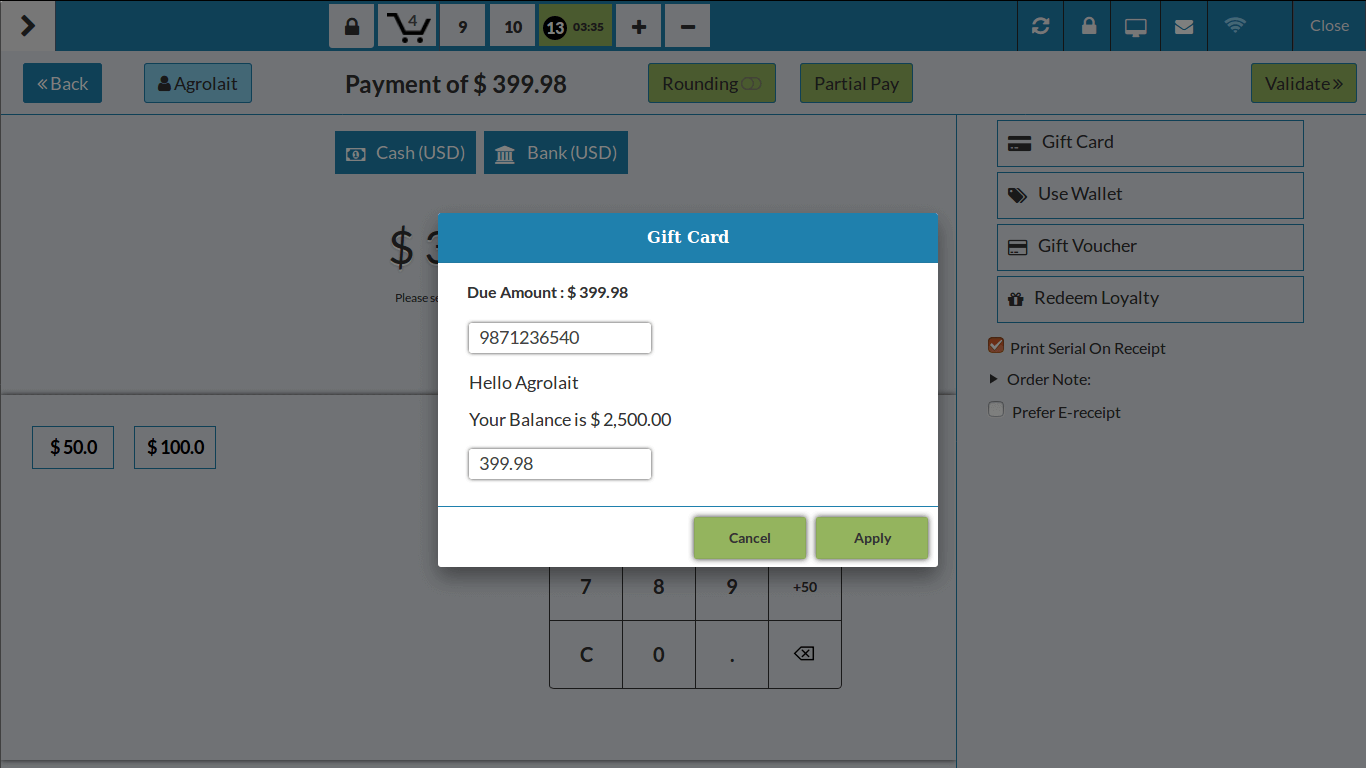 4
9
10
13 03:35
Close
Back
Agrolait
Payment of $ 399.98
Rounding
Partial Pay
Validate
Cash (USD)
Bank (USD)
Gift Card
Use Wallet
Gift Voucher
Redeem Loyalty
Print Serial On Receipt
Order Note:
Prefer E-receipt
$ 3
Please se
Gift Card
Due Amount : $ 399.98
9871236540
Hello Agrolait
Your Balance is $ 2,500.00
399.98
Cancel
Apply
$ 50.0
$ 100.0
7 8 9 +50
C 0 .